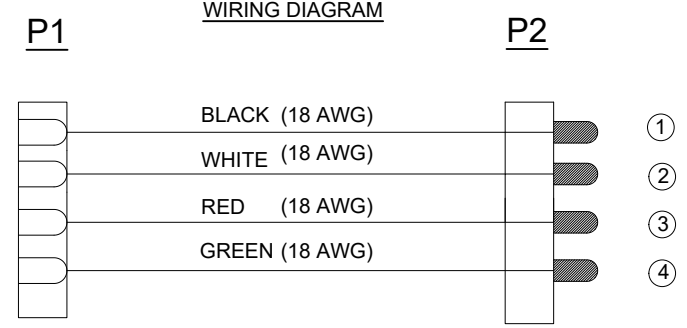 WIRING DIAGRAM
P1 P2
BLACK (18 AWG) 1
WHITE (18 AWG) 2
RED (18 AWG) 3
GREEN (18 AWG) 4